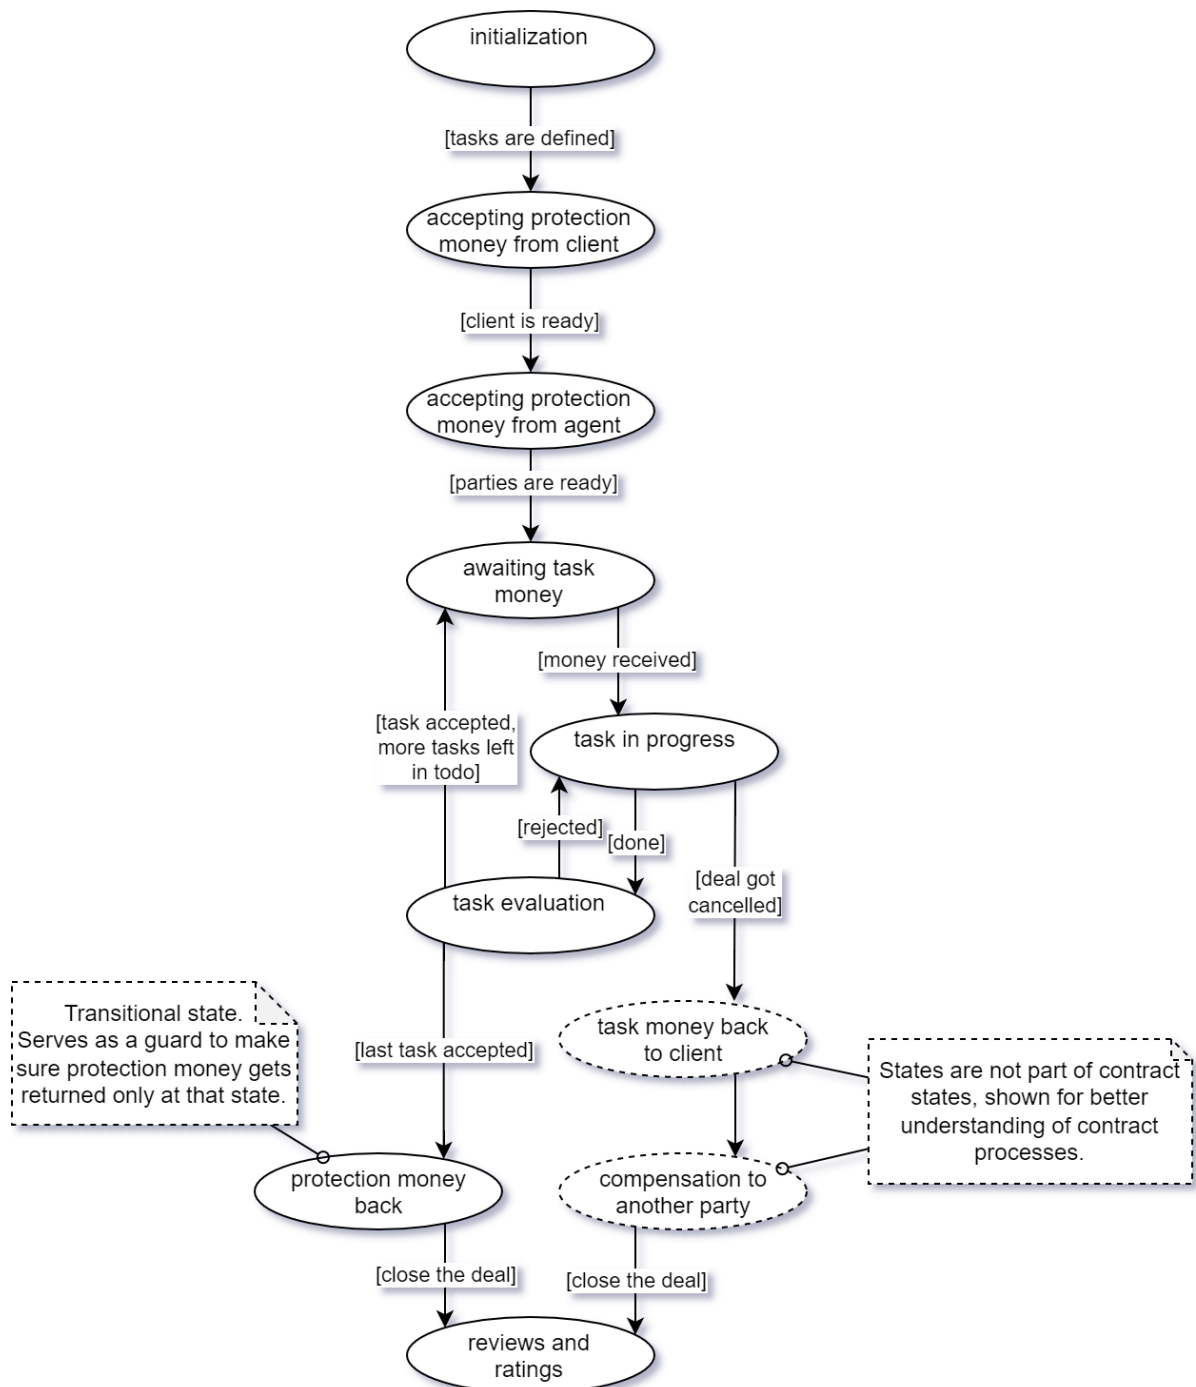 initialization
[tasks are defined]
accepting protection
money from client
[client is ready]
accepting protection
money from agent
[parties are ready]
awaiting task
money
[money received]
[task accepted,
more tasks left
in todo]
task in progress
[rejected]
[done]
[deal got
cancelled]
task evaluation
Transitional state.
Serves as a guard to make
sure protection money gets
returned only at that state.
[last task accepted]
task money back
to client
States are not part of contract
states, shown for better
understanding of contract
processes.
protection money
back
compensation to
another party
[close the deal]
[close the deal]
reviews and
ratings